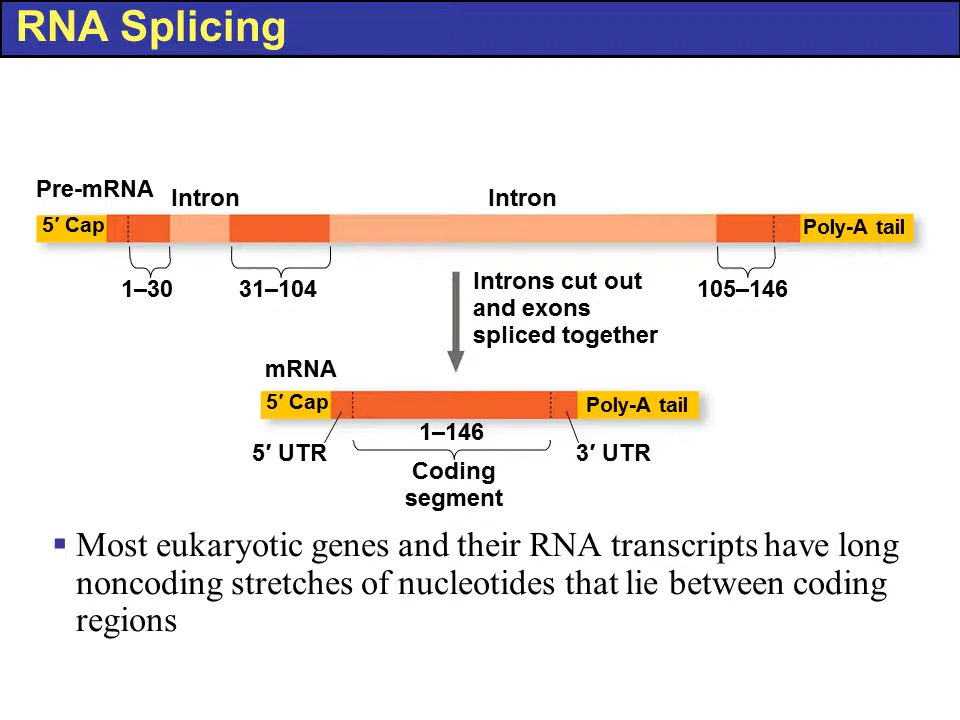 RNA Splicing
Pre-mRNA
Intron
Intron
5′ Cap
Poly-A tail
1–30
31–104
105–146
Introns cut out
and exons
spliced together
mRNA
5′ Cap
Poly-A tail
5′ UTR
1–146
3′ UTR
Coding
segment
▪ Most eukaryotic genes and their RNA transcripts have long
noncoding stretches of nucleotides that lie between coding
regions